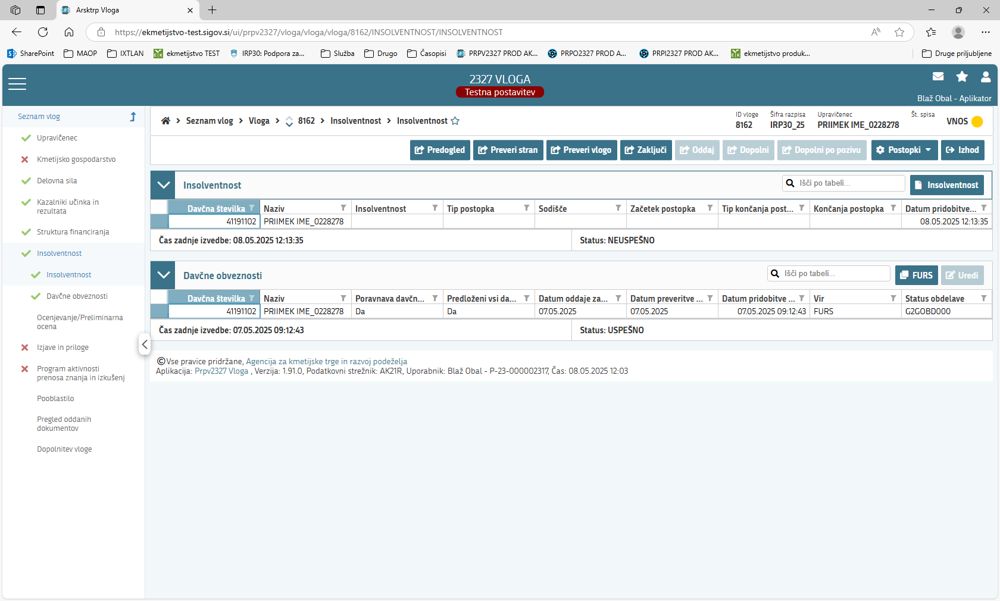 Arsktrp Vloga
https://ekmetijstvo-test.sigov.si/ui/prpv2327/vloga/vloga/vloga/8162/INSOLVENTNOST/INSOLVENTNOST
SharePoint MAOP IXTLAN ekmetijstvo TEST IRP30: Podpora za... Služba Drugo Časopisi PRPV2327 PROD AK... PRPO2327 PROD A... PRPI2327 PROD AK... ekmetijstvo produk... Druge priljubljene
2327 VLOGA
Testna postavitev
Blaž Obal - Aplikator
Seznam vlog
Upravičenec
Kmetijsko gospodarstvo
Delovna sila
Kazalniki učinka in
rezultata
Struktura financiranja
Insolventnost
Insolventnost
Davčne obveznosti
Ocenjevanje/Preliminarna
ocena
Izjave in priloge
Program aktivnosti
prenosa znanja in izkušenj
Pooblastilo
Pregled oddanih
dokumentov
Dopolnitev vloge
Seznam vlog Vloga 8162 Insolventnost Insolventnost
ID vloge Šifra razpisa Upravičenec Št. spisa
8162 IRP30_25 PRIIMEK IME_0228278 VNOS
Predogled Preveri stran Preveri vlogo Zaključi Oddaj Dopolni Dopolni po pozivu Postopki Izhod
Insolventnost Išči po tabeli... Insolventnost
Davčna številka Naziv Insolventnost Tip postopka Sodišče Začetek postopka Tip končanja post... Končanja postopka Datum pridobitve...
41191102 PRIIMEK IME_0228278 08.05.2025 12:13:35
Čas zadnje izvedbe: 08.05.2025 12:13:35 Status: NEUSPEŠNO
Davčne obveznosti Išči po tabeli... FURS Uredi
Davčna številka Naziv Poravnava davčn... Predloženi vsi da... Datum oddaje za... Datum preveritve ... Datum pridobitve ... Vir Status obdelave
41191102 PRIIMEK IME_0228278 Da Da 07.05.2025 07.05.2025 07.05.2025 09:12:43 FURS G2GOBD000
Čas zadnje izvedbe: 07.05.2025 09:12:43 Status: USPEŠNO
©Vse pravice pridržane, Agencija za kmetijske trge in razvoj podeželja
Aplikacija: Prpv2327 Vloga , Verzija: 1.91.0, Podatkovni strežnik: AK21R, Uporabnik: Blaž Obal - P-23-000002317, Čas: 08.05.2025 12:03